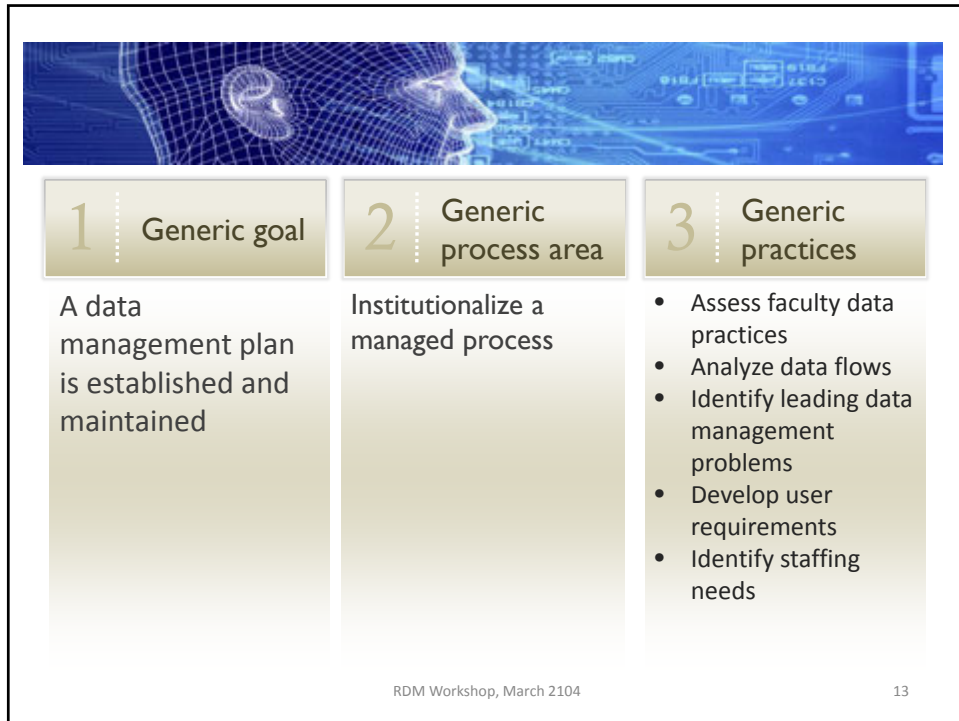 1
Generic goal
2
Generic
process area
3
Generic
practices
A data
management plan
is established and
maintained
Institutionalize a
managed process
• Assess faculty data
practices
• Analyze data flows
• Identify leading data
management
problems
• Develop user
requirements
• Identify staffing
needs
RDM Workshop, March 2104
13